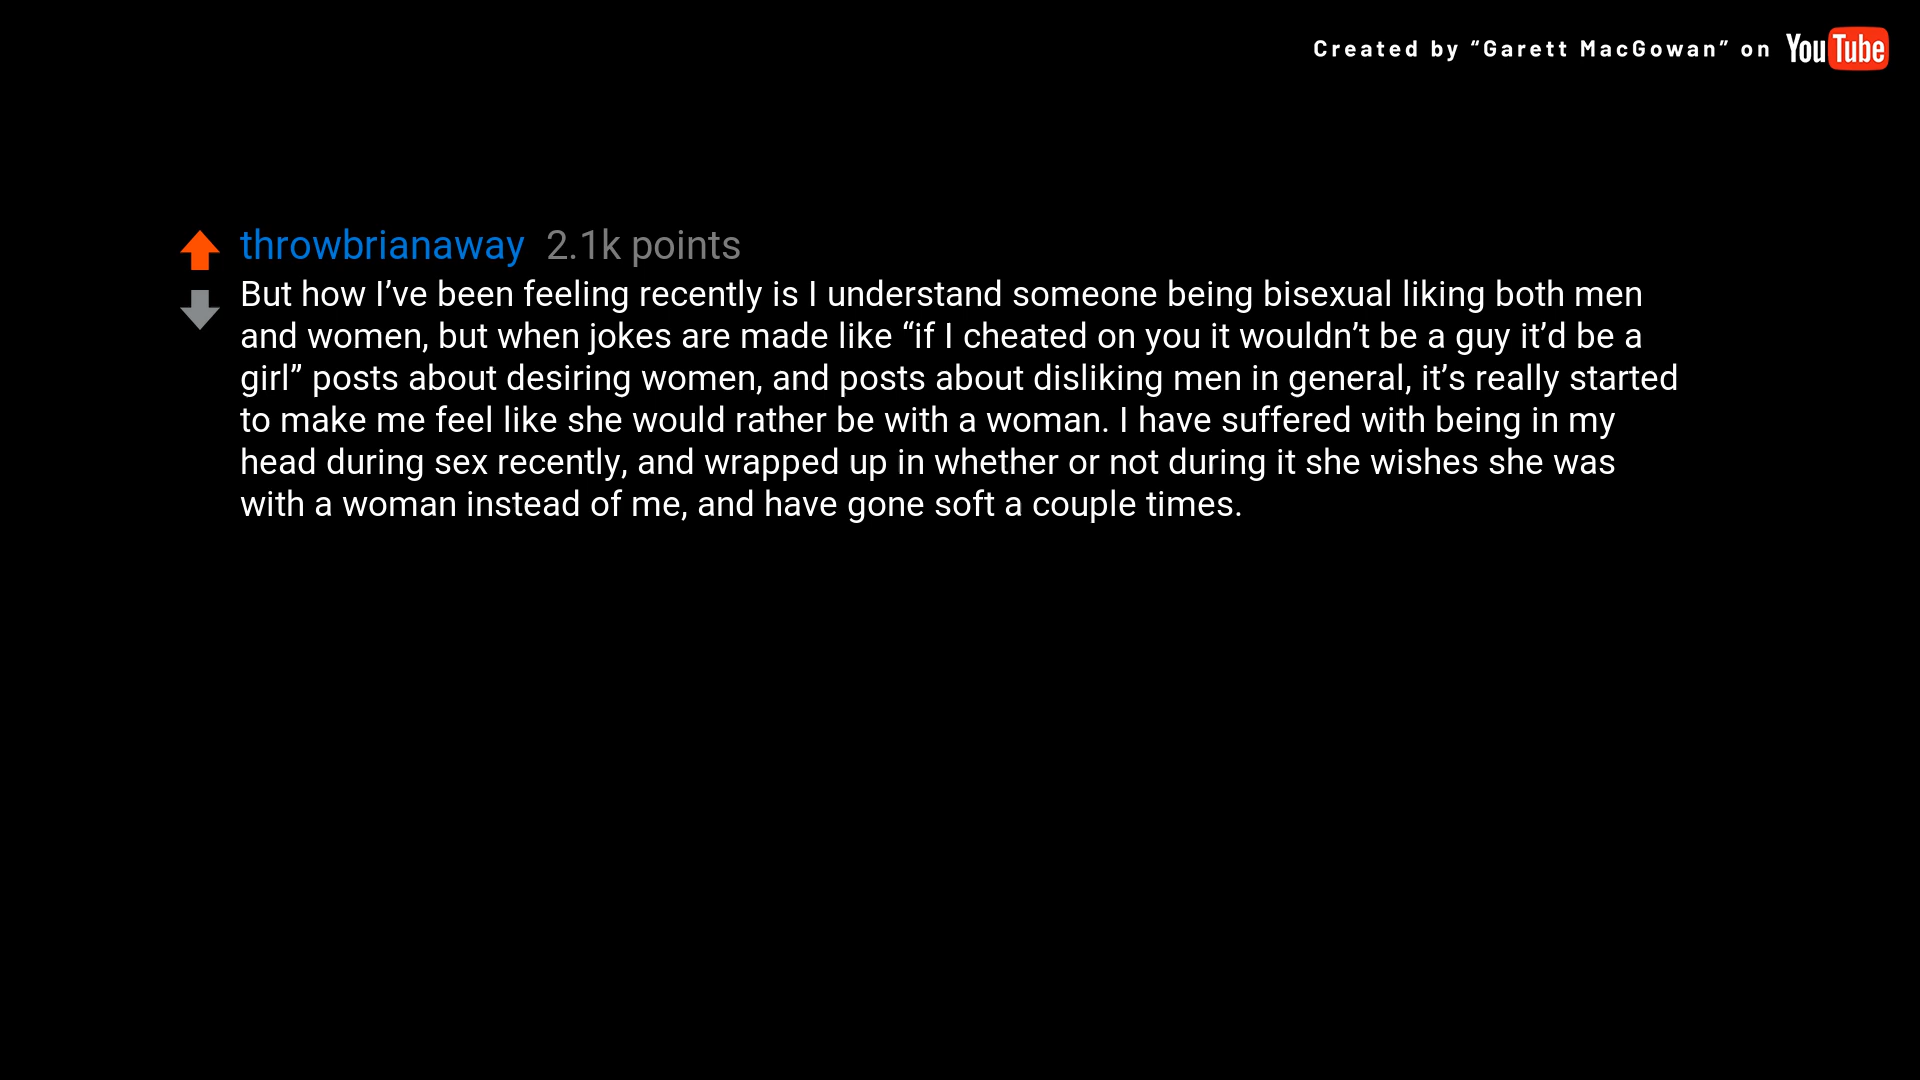 Created by “Garett MacGowan” on YouTube
throwbrianaway 2.1k points
But how I’ve been feeling recently is I understand someone being bisexual liking both men
and women, but when jokes are made like “if I cheated on you it wouldn’t be a guy it’d be a
girl” posts about desiring women, and posts about disliking men in general, it’s really started
to make me feel like she would rather be with a woman. I have suffered with being in my
head during sex recently, and wrapped up in whether or not during it she wishes she was
with a woman instead of me, and have gone soft a couple times.